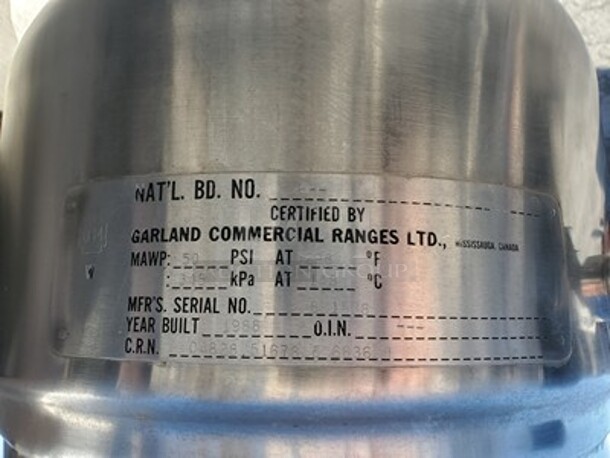 NAT'L. BD. NO. ---
CERTIFIED BY
GARLAND COMMERCIAL RANGES LTD., MISSISSAUGA, CANADA
MAWP: 50 PSI AT °F
: 345 kPa AT °C
MFR'S. SERIAL NO.
YEAR BUILT 1988 O.I.N. ---
C.R.N.